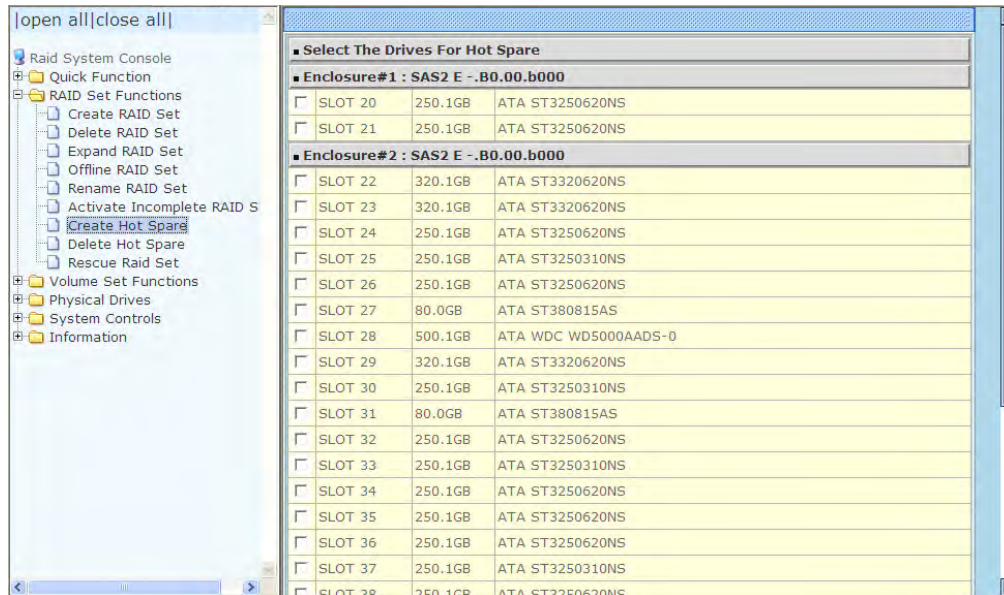 |open all|close all|
Raid System Console
Quick Function
RAID Set Functions
Create RAID Set
Delete RAID Set
Expand RAID Set
Offline RAID Set
Rename RAID Set
Activate Incomplete RAID S
Create Hot Spare
Delete Hot Spare
Rescue Raid Set
Volume Set Functions
Physical Drives
System Controls
Information
Select The Drives For Hot Spare
Enclosure#1 : SAS2 E -.B0.00.b000
SLOT 20 250.1GB ATA ST3250620NS
SLOT 21 250.1GB ATA ST3250620NS
Enclosure#2 : SAS2 E -.B0.00.b000
SLOT 22 320.1GB ATA ST3320620NS
SLOT 23 320.1GB ATA ST3320620NS
SLOT 24 250.1GB ATA ST3250620NS
SLOT 25 250.1GB ATA ST3250310NS
SLOT 26 250.1GB ATA ST3250620NS
SLOT 27 80.0GB ATA ST380815AS
SLOT 28 500.1GB ATA WDC WD5000AADS-0
SLOT 29 320.1GB ATA ST3320620NS
SLOT 30 250.1GB ATA ST3250310NS
SLOT 31 80.0GB ATA ST380815AS
SLOT 32 250.1GB ATA ST3250620NS
SLOT 33 250.1GB ATA ST3250310NS
SLOT 34 250.1GB ATA ST3250620NS
SLOT 35 250.1GB ATA ST3250620NS
SLOT 36 250.1GB ATA ST3250620NS
SLOT 37 250.1GB ATA ST3250310NS
SLOT 38 250.1GB ATA ST3250620NS